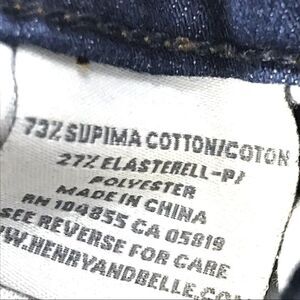 73% SUPIMA COTTON/COTON
27% ELASTERELL-P/
POLYESTER
MADE IN CHINA
RN 104855 CA 05819
SEE REVERSE FOR CARE
WWW.HENRYANDBELLE.COM